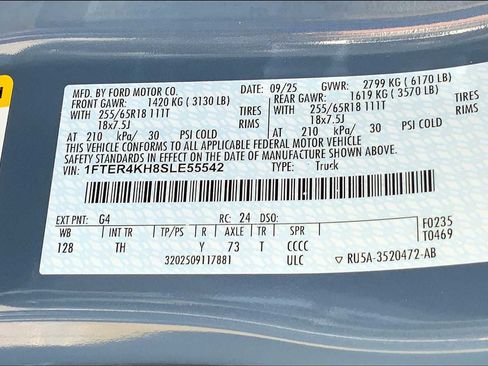 MFD. BY FORD MOTOR CO.
09/25 GVWR: 2799 KG ( 6170 LB)
FRONT GAWR: 1420 KG ( 3130 LB) REAR GAWR: 1619 KG ( 3570 LB)
WITH 255/65R18 111T TIRES WITH 255/65R18 111T TIRES
18x7.5J RIMS 18x7.5J RIMS
AT 210 kPa/ 30 PSI COLD AT 210 kPa/ 30 PSI COLD
THIS VEHICLE CONFORMS TO ALL APPLICABLE FEDERAL MOTOR VEHICLE
SAFETY STANDARDS IN EFFECT ON THE DATE OF MANUFACTURE SHOWN ABOVE.
VIN: 1FTER4KH8SLE55542 TYPE: Truck
F0235
T0469
EXT PNT: G4 RC: 24 DSO:
WB INT TR TP/PS R AXLE TR SPR
128 TH Y 73 T CCCC
3202509117881 ULC RU5A-3520472-AB